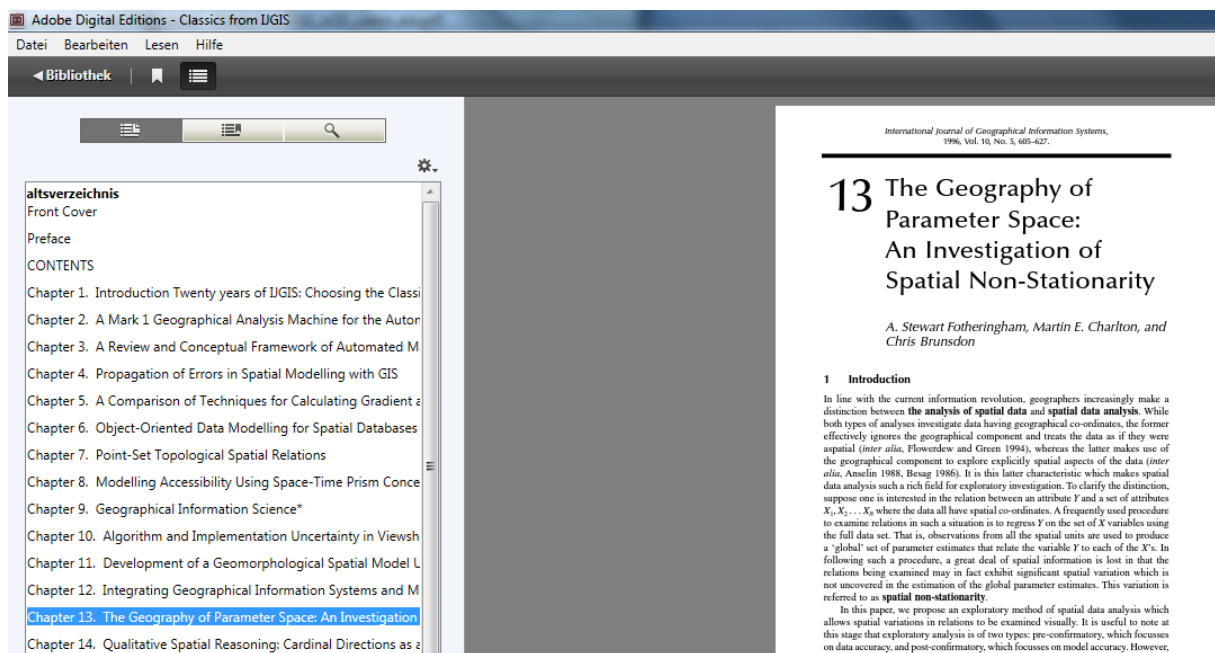 Adobe Digital Editions - Classics from IJGIS
Datei Bearbeiten Lesen Hilfe
Bibliothek
altsverzeichnis
Front Cover
Preface
CONTENTS
Chapter 1. Introduction Twenty years of IJGIS: Choosing the Classi
Chapter 2. A Mark 1 Geographical Analysis Machine for the Auton
Chapter 3. A Review and Conceptual Framework of Automated M
Chapter 4. Propagation of Errors in Spatial Modelling with GIS
Chapter 5. A Comparison of Techniques for Calculating Gradient a
Chapter 6. Object-Oriented Data Modelling for Spatial Databases
Chapter 7. Point-Set Topological Spatial Relations
Chapter 8. Modelling Accessibility Using Space-Time Prism Conce
Chapter 9. Geographical Information Science*
Chapter 10. Algorithm and Implementation Uncertainty in Viewsh
Chapter 11. Development of a Geomorphological Spatial Model U
Chapter 12. Integrating Geographical Information Systems and M
Chapter 13. The Geography of Parameter Space: An Investigation
Chapter 14. Qualitative Spatial Reasoning: Cardinal Directions as a
International Journal of Geographical Information Systems,
1996, Vol. 10, No. 5, 605–627.
13 The Geography of
Parameter Space:
An Investigation of
Spatial Non-Stationarity
A. Stewart Fotheringham, Martin E. Charlton, and
Chris Brunsdon
1 Introduction
In line with the current information revolution, geographers increasingly make a
distinction between the analysis of spatial data and spatial data analysis. While
both types of analyses investigate data having geographical co-ordinates, the former
effectively ignores the geographical component and treats the data as if they were
aspatial (inter alia, Flowerdew and Green 1994), whereas the latter makes use of
the geographical component to explore explicitly spatial aspects of the data (inter
alia, Anselin 1988, Besag 1986). It is this latter characteristic which makes spatial
data analysis such a rich field for exploratory investigation. To clarify the distinction,
suppose one is interested in the relation between an attribute Y and a set of attributes
X₁, X₂ . . . Xₙ where the data all have spatial co-ordinates. A frequently used procedure
to examine relations in such a situation is to regress Y on the set of X variables using
the full data set. That is, observations from all the spatial units are used to produce
a ‘global’ set of parameter estimates that relate the variable Y to each of the X’s. In
following such a procedure, a great deal of spatial information is lost in that the
relations being examined may in fact exhibit significant spatial variation which is
not uncovered in the estimation of the global parameter estimates. This variation is
referred to as spatial non-stationarity.
In this paper, we propose an exploratory method of spatial data analysis which
allows spatial variations in relations to be examined visually. It is useful to note at
this stage that exploratory analysis is of two types: pre-confirmatory, which focusses
on data accuracy, and post-confirmatory, which focusses on model accuracy. However,